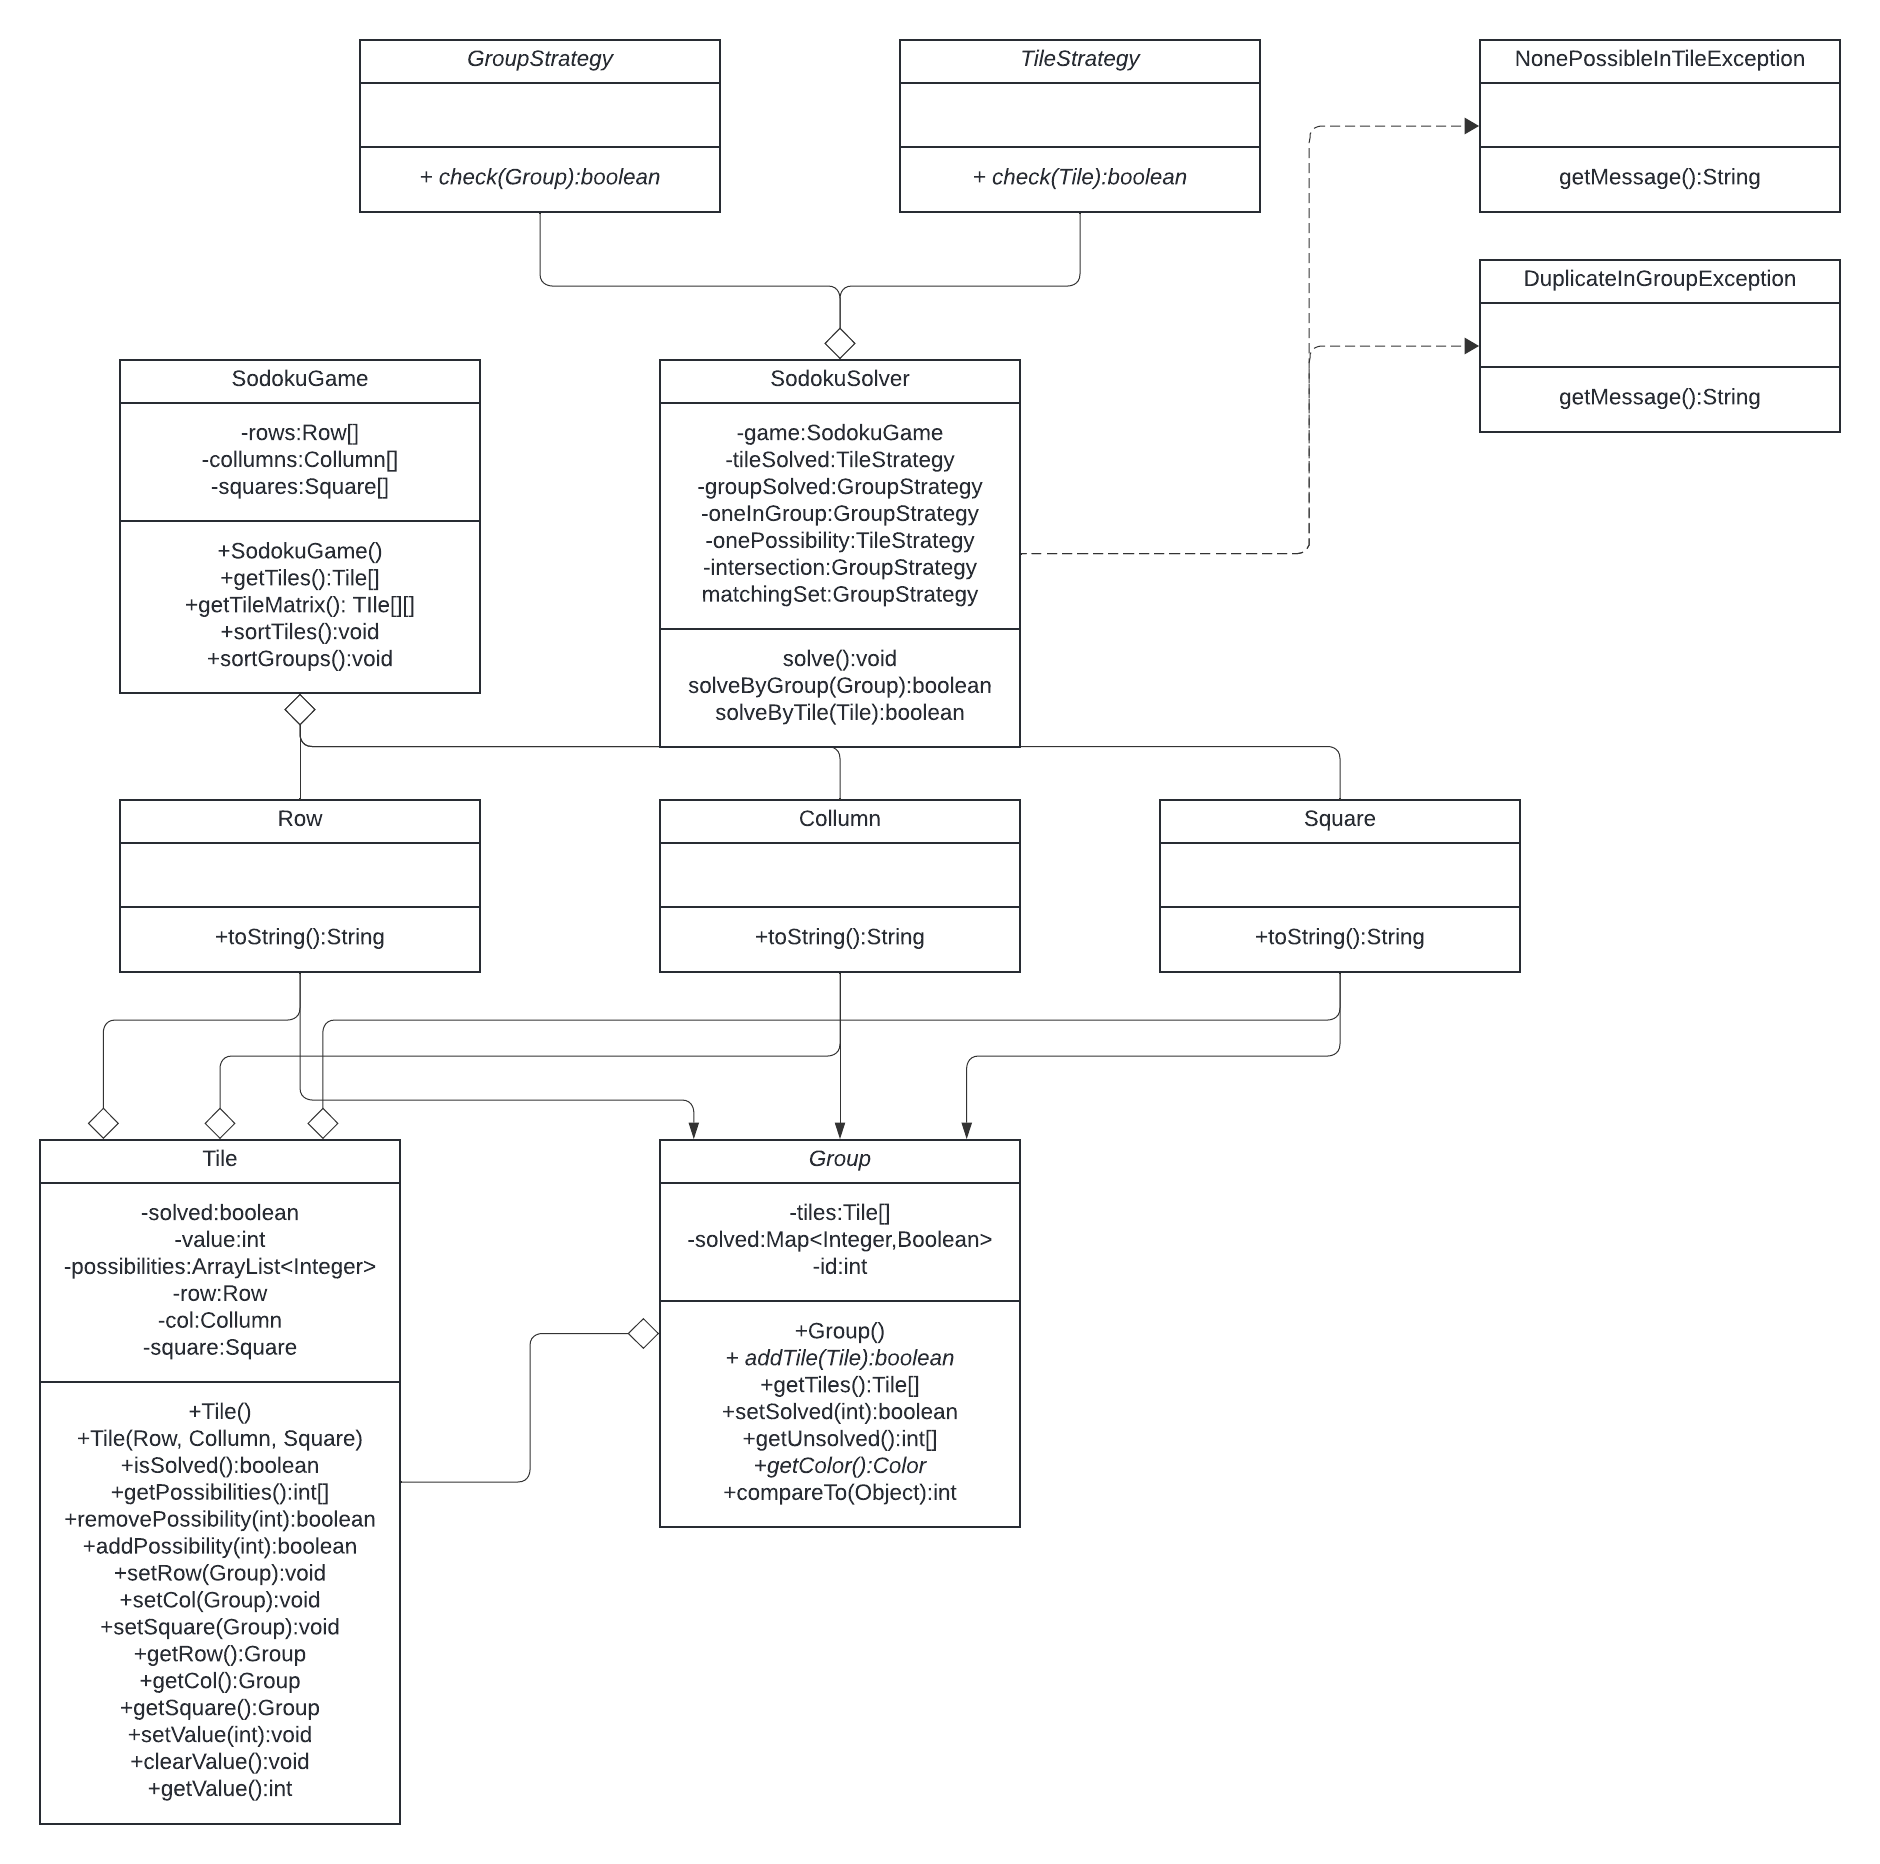 GroupStrategy
+ check(Group):boolean
TileStrategy
+ check(Tile):boolean
NonePossibleInTileException
getMessage():String
DuplicateInGroupException
getMessage():String
SodokuGame
-rows:Row[]
-collumns:Collumn[]
-squares:Square[]
+SodokuGame()
+getTiles():Tile[]
+getTileMatrix(): TIle[][]
+sortTiles():void
+sortGroups():void
SodokuSolver
-game:SodokuGame
-tileSolved:TileStrategy
-groupSolved:GroupStrategy
-oneInGroup:GroupStrategy
-onePossibility:TileStrategy
-intersection:GroupStrategy
matchingSet:GroupStrategy
solve():void
solveByGroup(Group):boolean
solveByTile(Tile):boolean
Row
+toString():String
Collumn
+toString():String
Square
+toString():String
Tile
-solved:boolean
-value:int
-possibilities:ArrayList<Integer>
-row:Row
-col:Collumn
-square:Square
+Tile()
+Tile(Row, Collumn, Square)
+isSolved():boolean
+getPossibilities():int[]
+removePossibility(int):boolean
+addPossibility(int):boolean
+setRow(Group):void
+setCol(Group):void
+setSquare(Group):void
+getRow():Group
+getCol():Group
+getSquare():Group
+setValue(int):void
+clearValue():void
+getValue():int
Group
-tiles:Tile[]
-solved:Map<Integer,Boolean>
-id:int
+Group()
+ addTile(Tile):boolean
+getTiles():Tile[]
+setSolved(int):boolean
+getUnsolved():int[]
+getColor():Color
+compareTo(Object):int